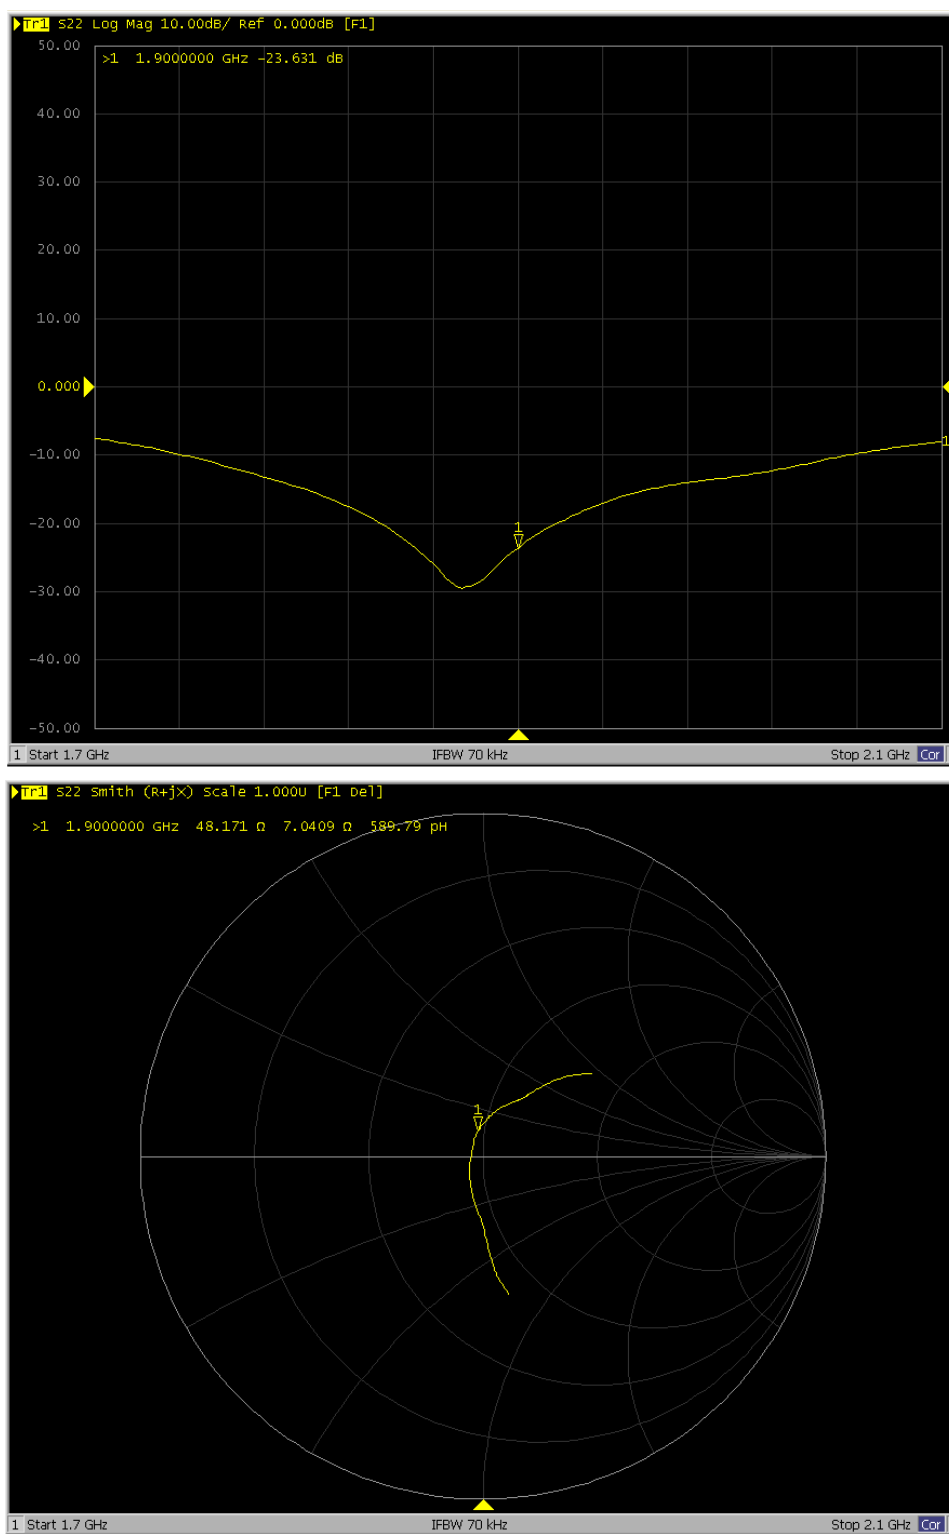 Tr1 S22 Log Mag 10.00dB/ Ref 0.000dB [F1]
50.00
>1 1.9000000 GHz -23.631 dB
40.00
30.00
20.00
10.00
0.000
1
-10.00
-20.00
1
-30.00
-40.00
-50.00
1 Start 1.7 GHz IFBW 70 kHz Stop 2.1 GHz Cor
Tr1 S22 Smith (R+jX) Scale 1.000U [F1 Del]
>1 1.9000000 GHz 48.171 Ω 7.0409 Ω 589.79 pH
1
1 Start 1.7 GHz IFBW 70 kHz Stop 2.1 GHz Cor